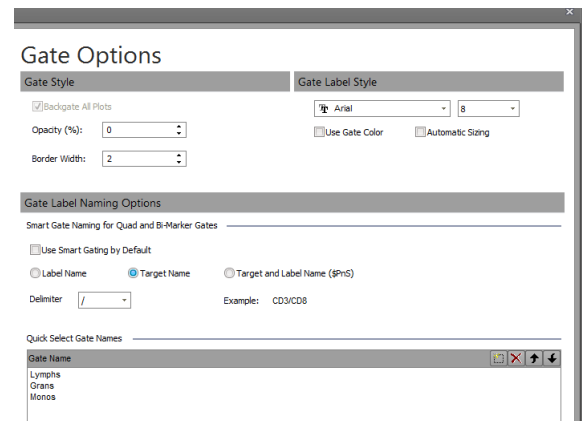 Gate Options
Gate Style
Gate Label Style
Backgate All Plots
Arial
8
Opacity (%):
0
Use Gate Color
Automatic Sizing
Border Width:
2
Gate Label Naming Options
Smart Gate Naming for Quad and Bi-Marker Gates
Use Smart Gating by Default
Label Name
Target Name
Target and Label Name ($PnS)
Delimiter
/
Example:
CD3/CD8
Quick Select Gate Names
Gate Name
Lymphs
Grans
Monos